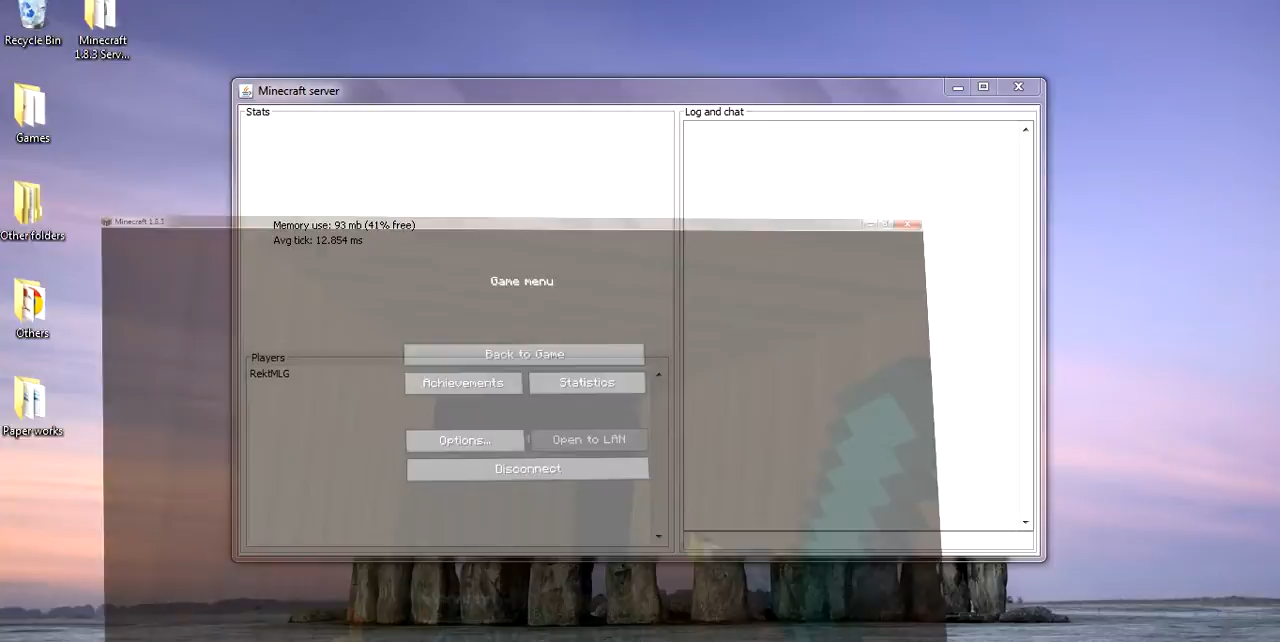 Recycle Bin
Minecraft
1.8.3 Serv...
Games
Other folders
Others
Paper works
Minecraft server
Stats
Log and chat
Minecraft 1.8.3
Memory use: 93 mb (41% free)
Avg tick: 12.854 ms
Game menu
Players
RektMLG
Back to Game
Achievements
Statistics
Options...
Open to LAN
Disconnect